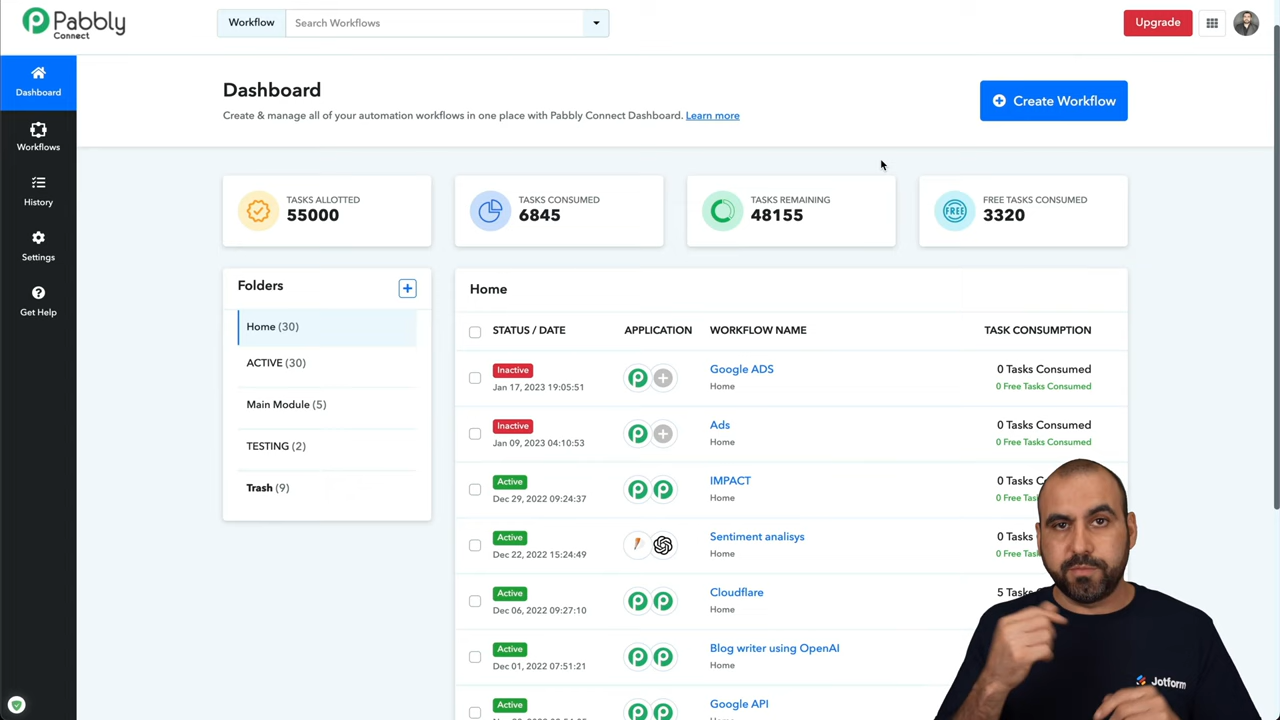 Pabbly
Connect
Workflow
Search Workflows
Upgrade
Dashboard
Workflows
History
Settings
Get Help
Dashboard
Create & manage all of your automation workflows in one place with Pabbly Connect Dashboard. Learn more
Create Workflow
TASKS ALLOTTED
55000
TASKS CONSUMED
6845
TASKS REMAINING
48155
FREE
FREE TASKS CONSUMED
3320
Folders
Home (30)
ACTIVE (30)
Main Module (5)
TESTING (2)
Trash (9)
Home
STATUS / DATE APPLICATION WORKFLOW NAME TASK CONSUMPTION
Inactive Google ADS 0 Tasks Consumed
Jan 17, 2023 19:05:51 Home 0 Free Tasks Consumed
Inactive Ads 0 Tasks Consumed
Jan 09, 2023 04:10:53 Home 0 Free Tasks Consumed
Active IMPACT 0 Tasks C
Dec 29, 2022 09:24:37 Home 0 Free Tas
Active Sentiment analisys 0 Tasks
Dec 22, 2022 15:24:49 Home 0 Free Tas
Active Cloudflare 5 Task
Dec 06, 2022 09:27:10 Home
Active Blog writer using OpenAI
Dec 01, 2022 07:51:21 Home
Active Google API
Jotform